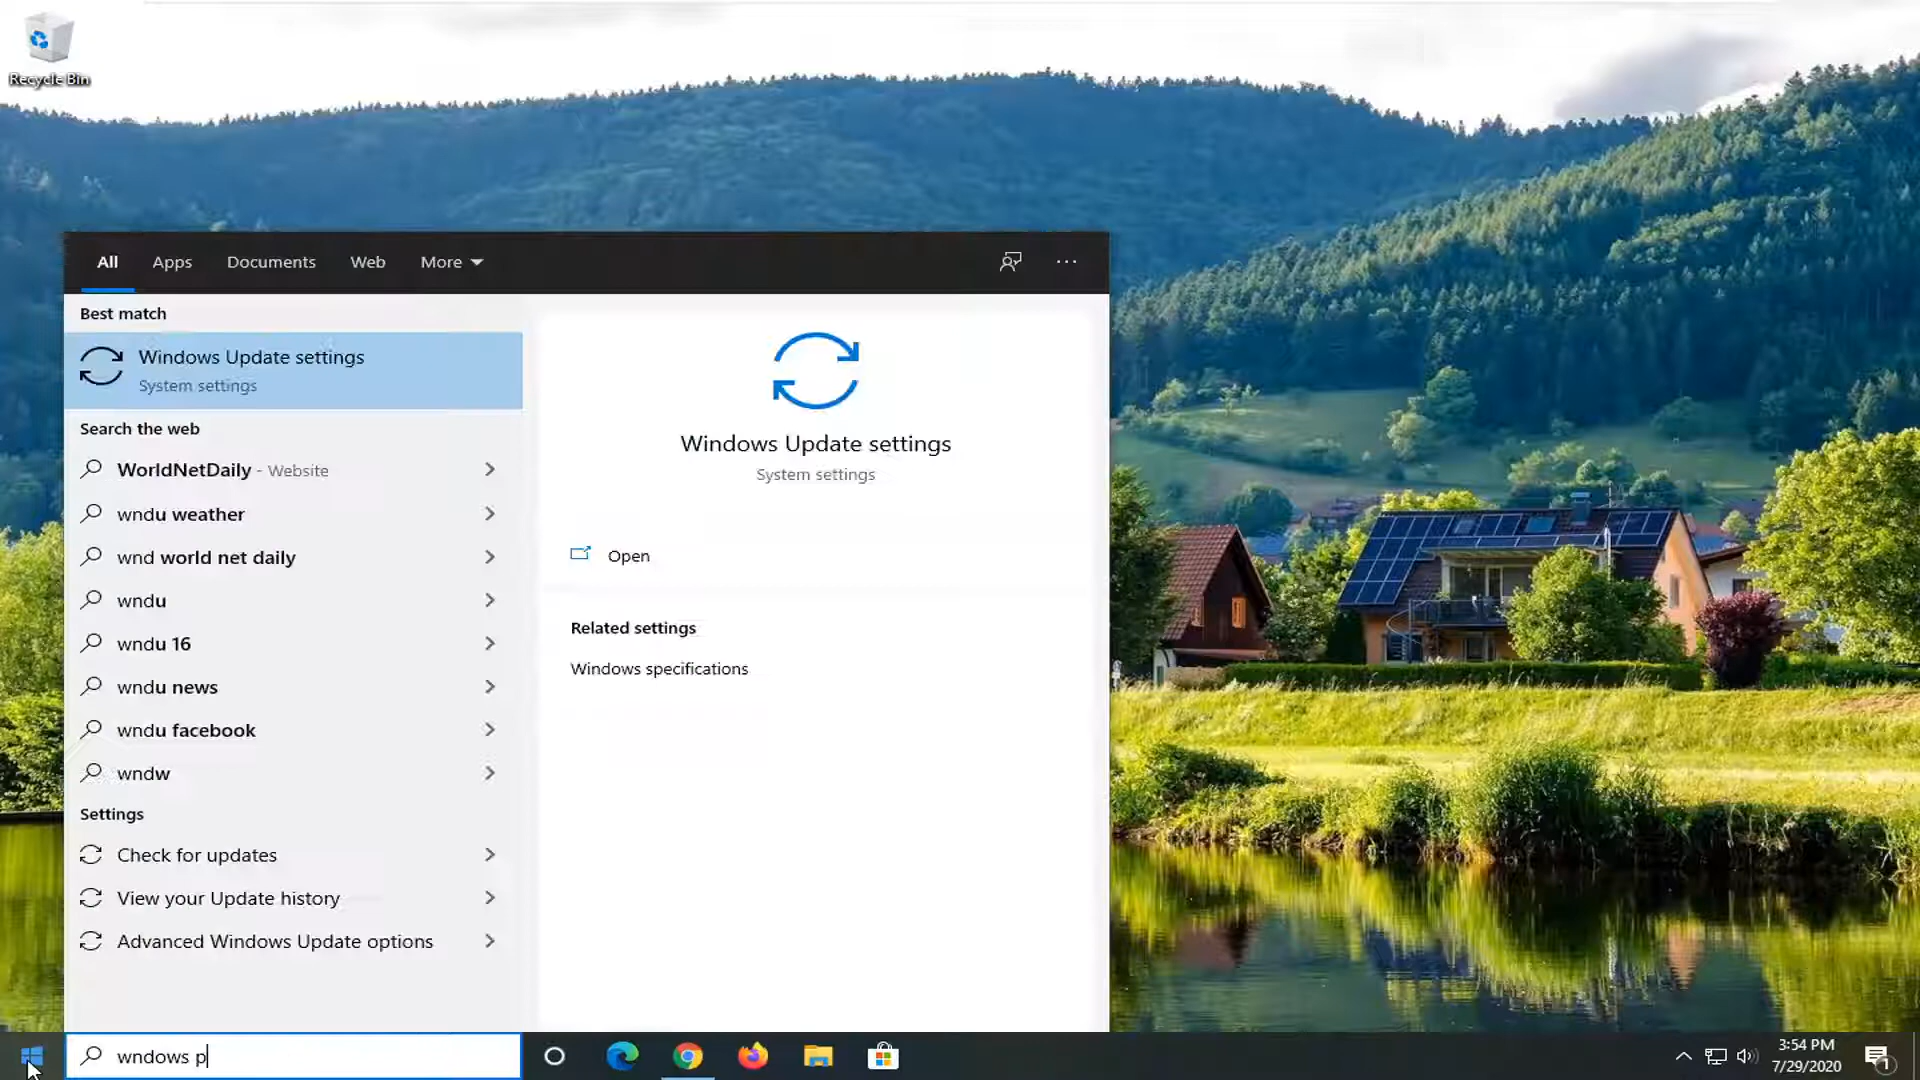 Recycle Bin
All Apps Documents Web More
Best match
Windows Update settings
System settings
Search the web
WorldNetDaily - Website
wndu weather
wnd world net daily
wndu
wndu 16
wndu news
wndu facebook
wndw
Settings
Check for updates
View your Update history
Advanced Windows Update options
Windows Update settings
System settings
Open
Related settings
Windows specifications
wndows p
3:54 PM
7/29/2020
1